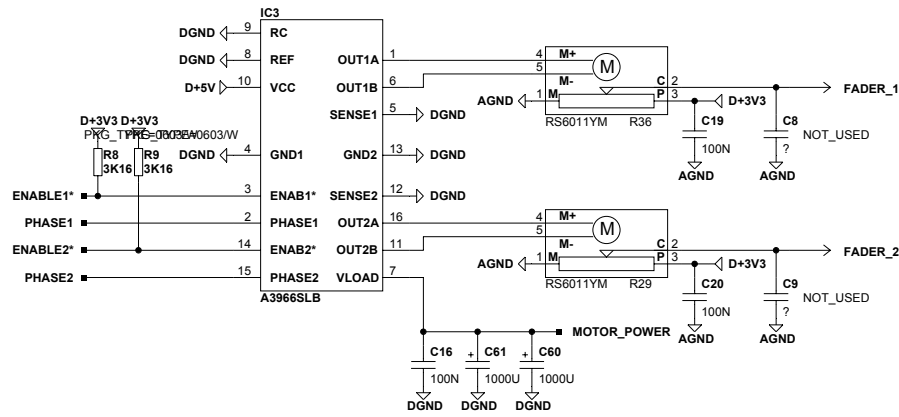 IC3
DGND 9 RC
DGND 8 REF OUT1A 1 4 M+ M
D+5V 10 VCC OUT1B 6 5 M- C 2 FADER_1
SENSE1 5 DGND AGND 1 M P 3 D+3V3
RS6011YM R36
C19 100N AGND
C8 NOT_USED ? AGND
D+3V3 D+3V3
R8 3K16
R9 3K16
DGND 4 GND1 GND2 13 DGND
ENABLE1* 3 ENAB1* SENSE2 12 DGND
PHASE1 2 PHASE1 OUT2A 16 4 M+ M
ENABLE2* 14 ENAB2* OUT2B 11 5 M- C 2 FADER_2
PHASE2 15 PHASE2 VLOAD 7 AGND 1 M P 3 D+3V3
A3966SLB
RS6011YM R29
C20 100N AGND
C9 NOT_USED ? AGND
MOTOR_POWER
C16 + C61 + C60
100N 1000U 1000U
DGND DGND DGND